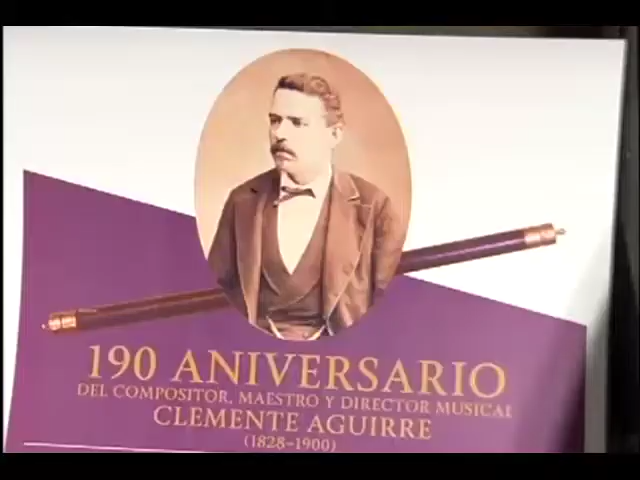 190 ANIVERSARIO
DEL COMPOSITOR, MAESTRO Y DIRECTOR MUSICAL
CLEMENTE AGUIRRE
(1828-1900)